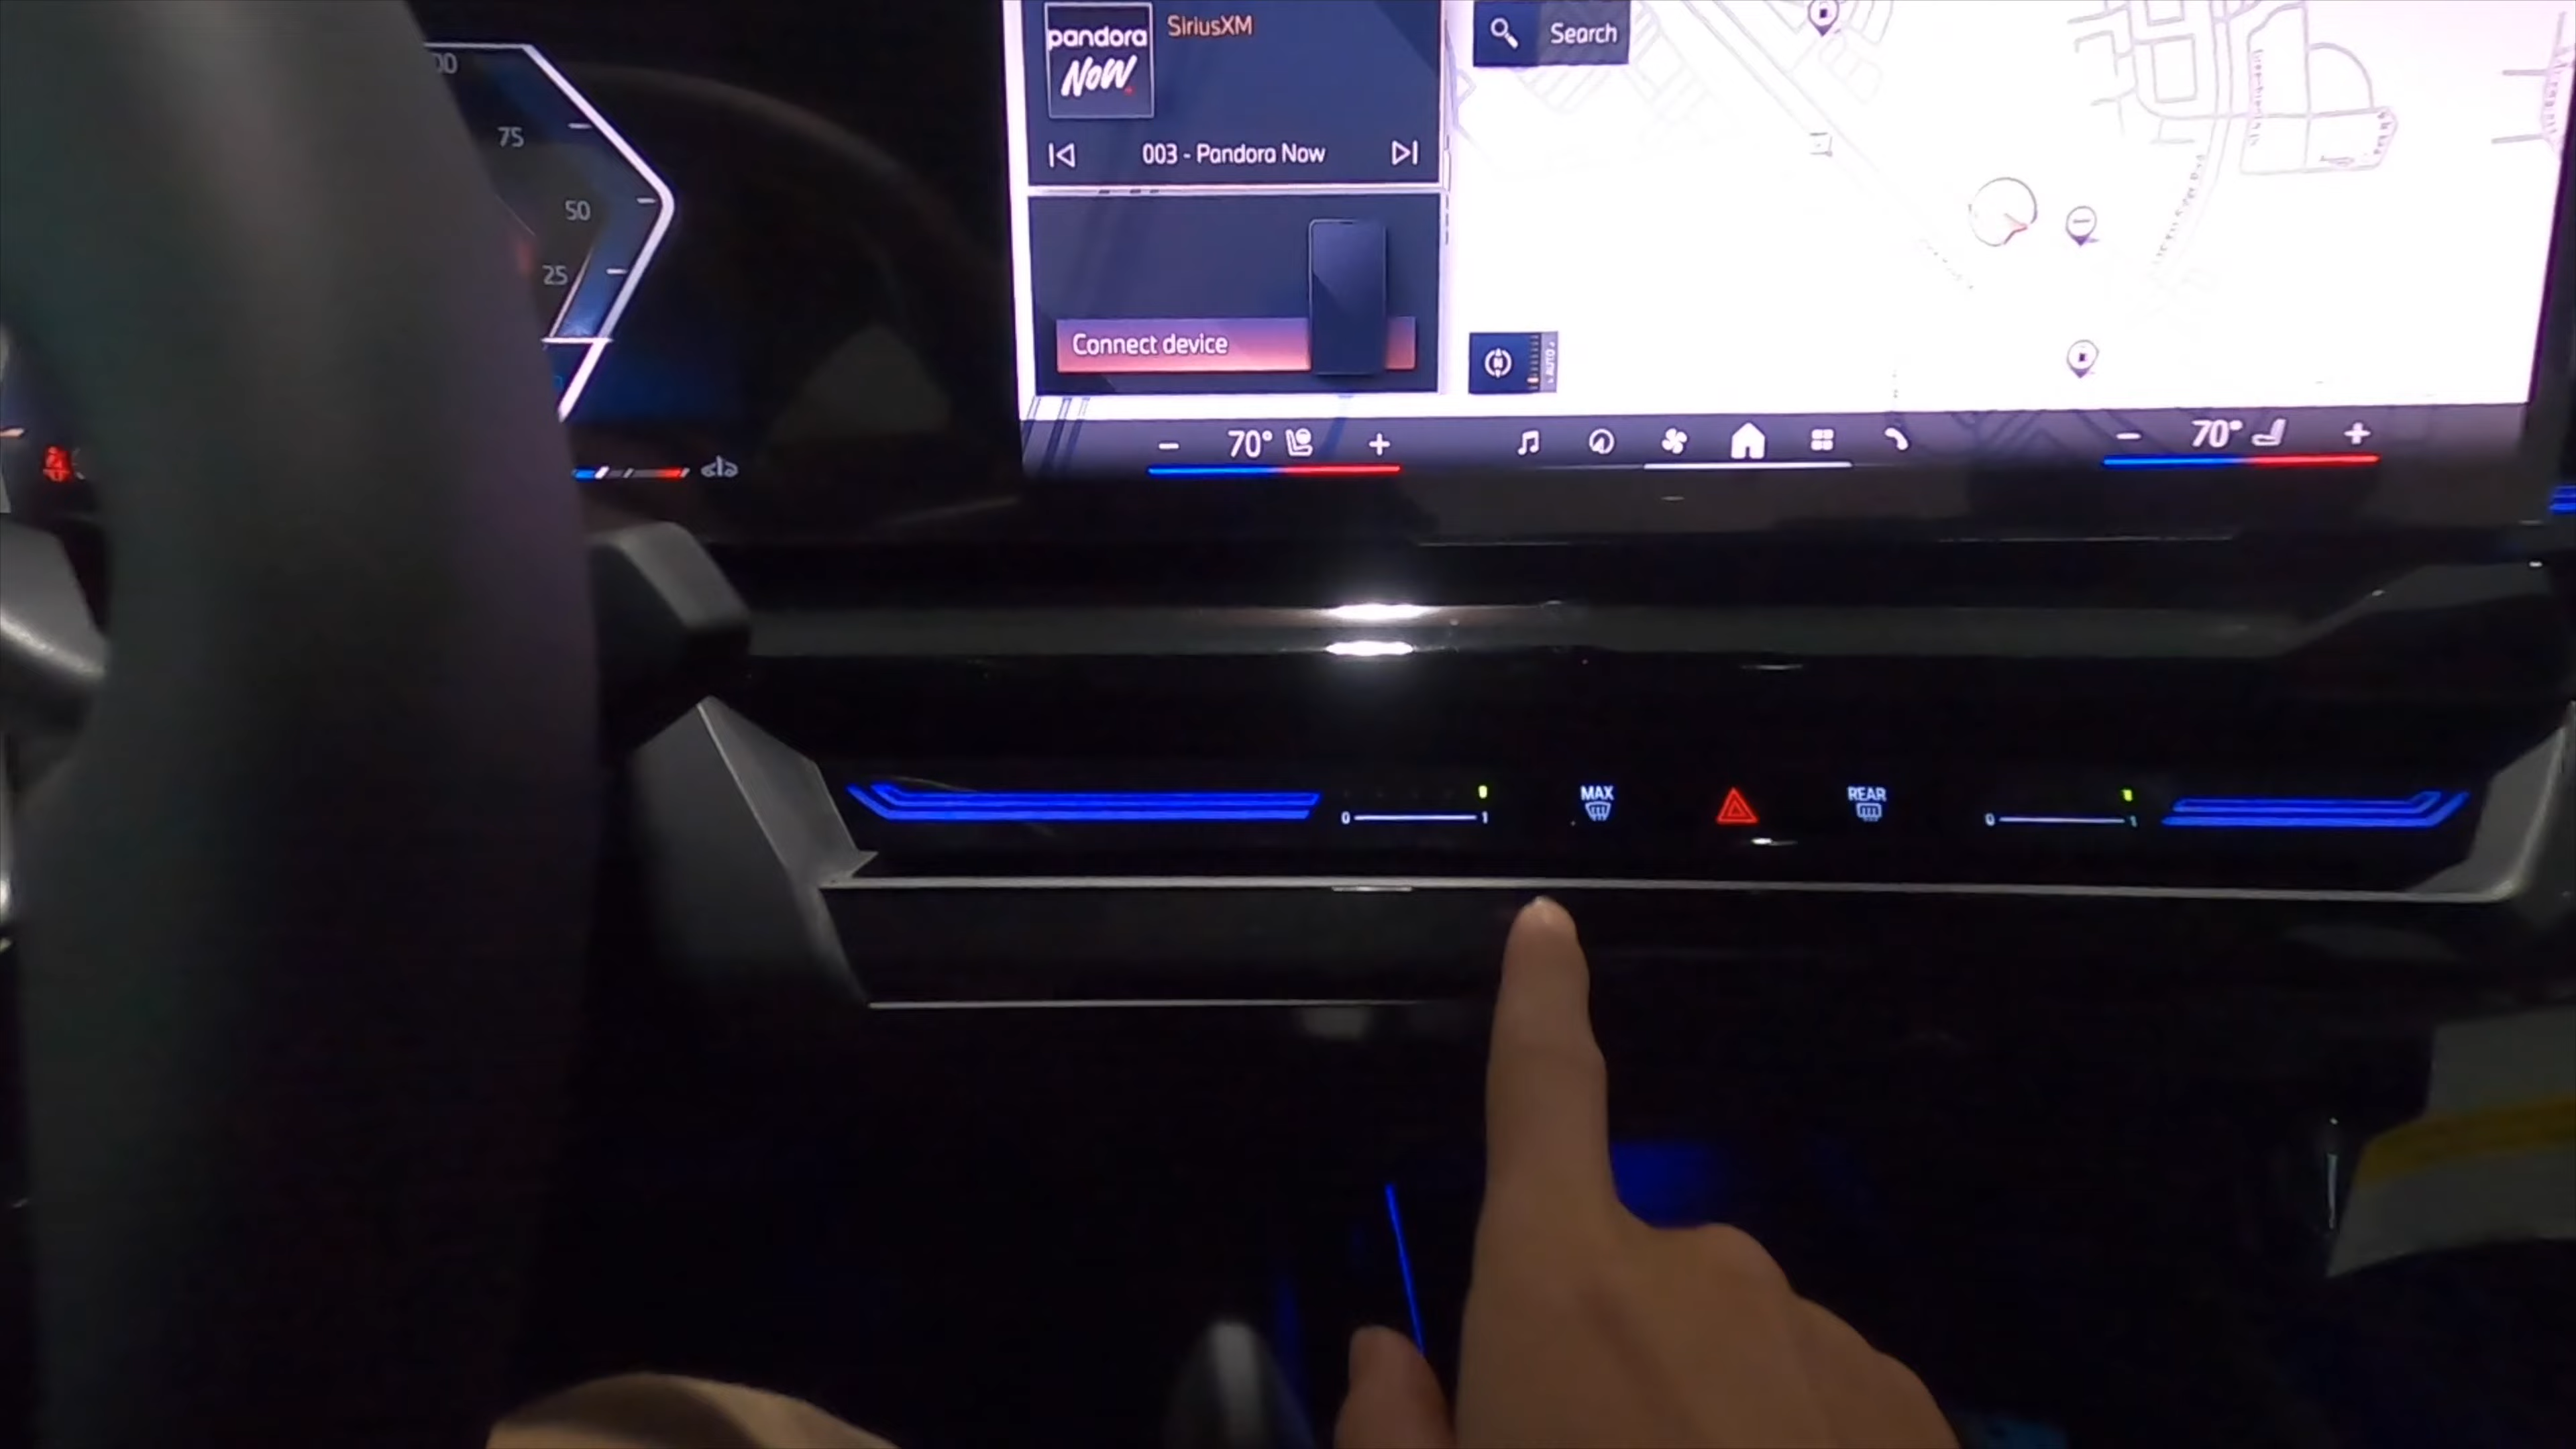 pandora
NOW.
SiriusXM
Search
75
50
003 - Pandora Now
25
Connect device
AUTO
70°
70°
MAX
REAR
0
1
0
1